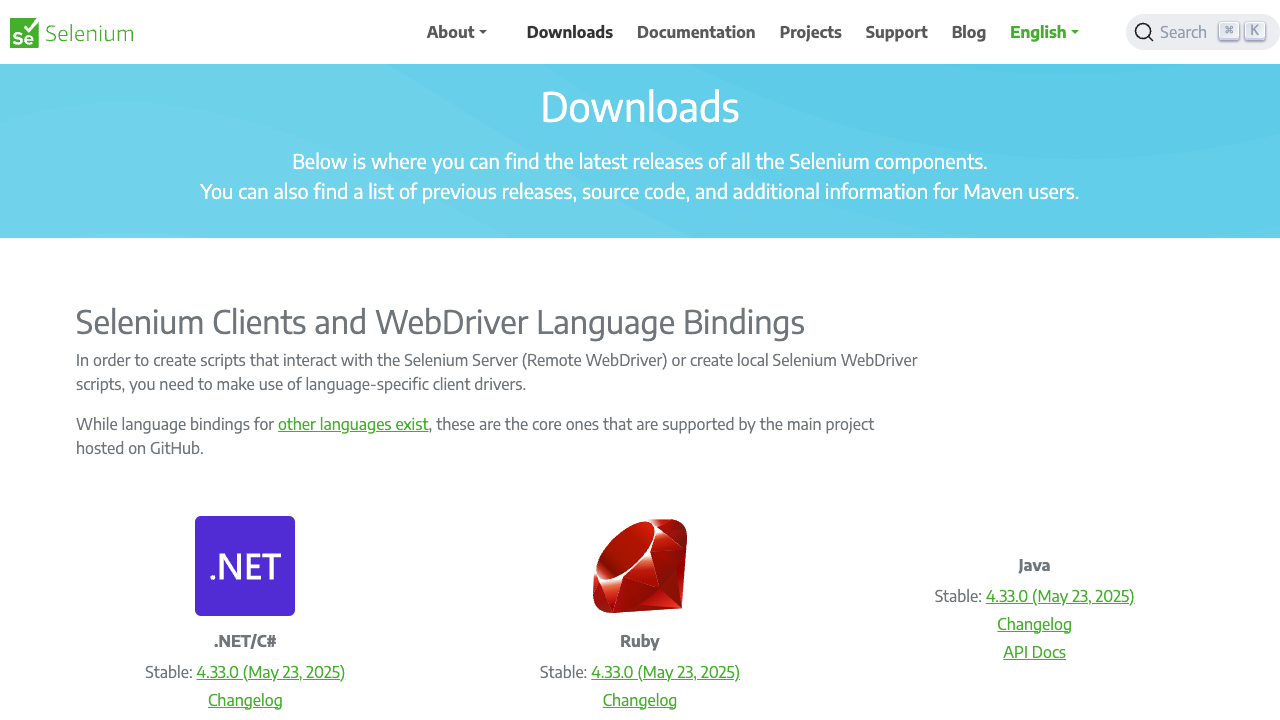 Se Selenium
About
Downloads
Documentation
Projects
Support
Blog
English
Search ⌘ K
Downloads
Below is where you can find the latest releases of all the Selenium components.
You can also find a list of previous releases, source code, and additional information for Maven users.
Selenium Clients and WebDriver Language Bindings
In order to create scripts that interact with the Selenium Server (Remote WebDriver) or create local Selenium WebDriver
scripts, you need to make use of language-specific client drivers.
While language bindings for other languages exist, these are the core ones that are supported by the main project
hosted on GitHub.
.NET
.NET/C#
Stable: 4.33.0 (May 23, 2025)
Changelog
Ruby
Stable: 4.33.0 (May 23, 2025)
Changelog
Java
Stable: 4.33.0 (May 23, 2025)
Changelog
API Docs